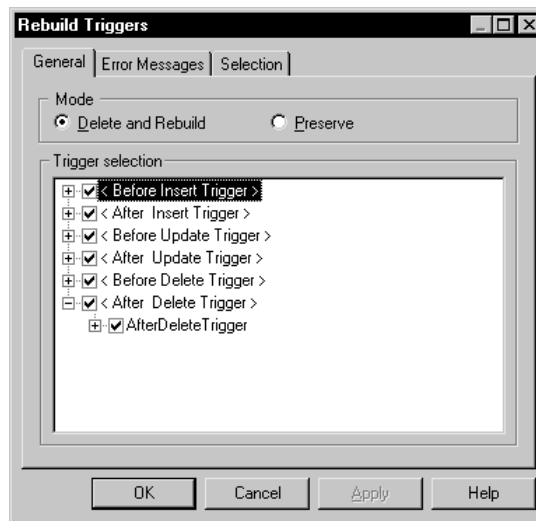 Rebuild Triggers
General Error Messages Selection
Mode
Delete and Rebuild Preserve
Trigger selection
< Before Insert Trigger >
< After  Insert Trigger >
< Before Update Trigger >
< After  Update Trigger >
< Before Delete Trigger >
< After  Delete Trigger >
AfterDeleteTrigger
OK Cancel Apply Help